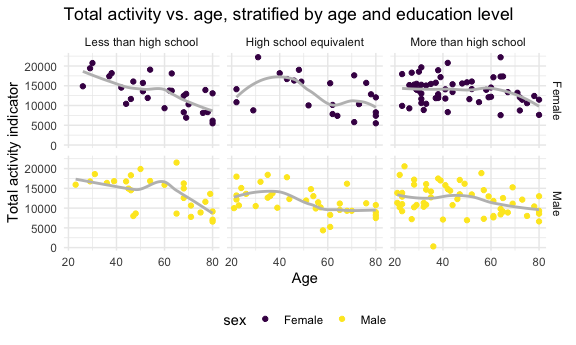 Total activity vs. age, stratified by age and education level
Less than high school
High school equivalent
More than high school
20000
15000
10000
5000
0
Female
20000
15000
10000
5000
0
Male
Total activity indicator
20 40 60 80 20 40 60 80 20 40 60 80
Age
sex Female Male